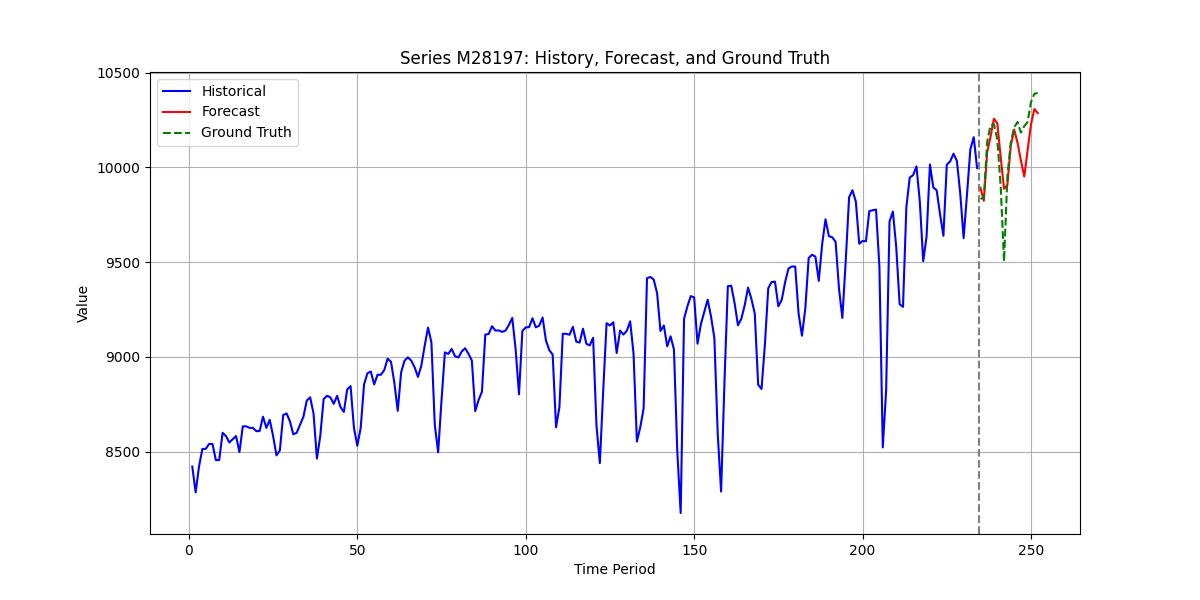 Series M28197: History, Forecast, and Ground Truth
10500
10000
9500
9000
8500
Value
Historical
Forecast
Ground Truth
0
50
100
150
200
250
Time Period